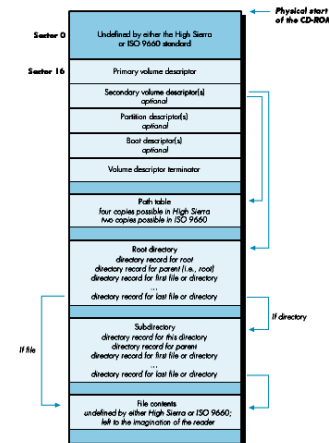 Physical start
of the CD-ROM
Sector 0
Undefined by either the High Sierra
or ISO 9660 standard
Sector 16
Primary volume descriptor
Secondary volume descriptor(s)
optional
Partition descriptor(s)
optional
Boot descriptor(s)
optional
Volume descriptor terminator
Path table
four copies possible in High Sierra
two copies possible in ISO 9660
Root directory
directory record for root
directory record for parent (i.e., root)
directory record for first file or directory
...
directory record for last file or directory
If directory
Subdirectory
directory record for this directory
directory record for parent
directory record for first file or directory
...
directory record for last file or directory
If file
File contents
undefined by either High Sierra or ISO 9660;
left to the imagination of the reader